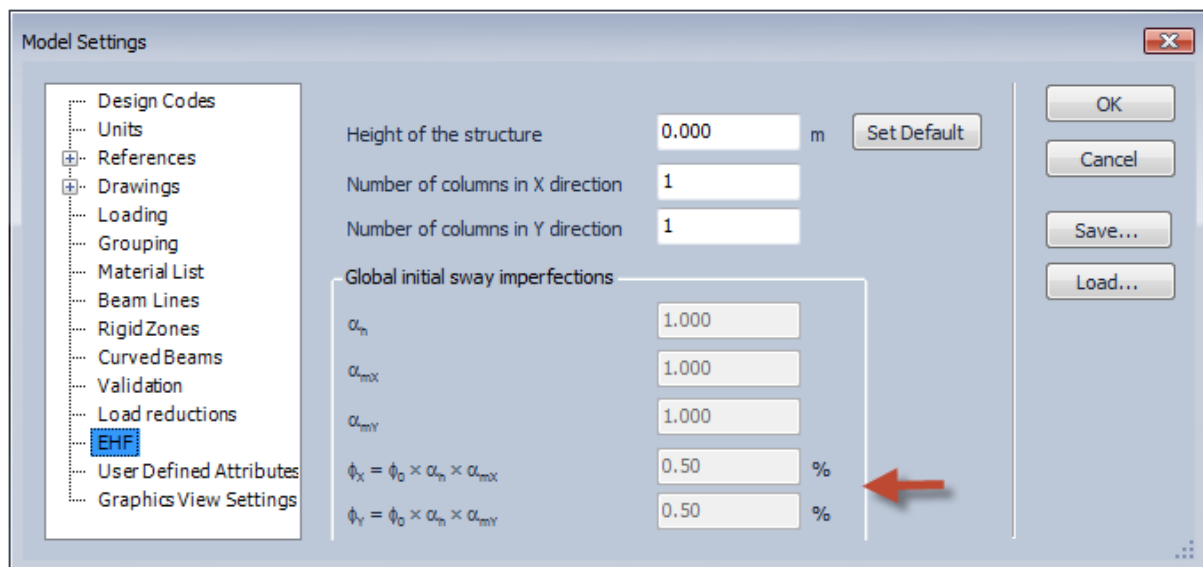 Model Settings
Design Codes
Units
References
Drawings
Loading
Grouping
Material List
Beam Lines
Rigid Zones
Curved Beams
Validation
Load reductions
EHF
User Defined Attributes
Graphics View Settings
Height of the structure 0.000 m Set Default
Number of columns in X direction 1
Number of columns in Y direction 1
Global initial sway imperfections
αh 1.000
αmX 1.000
αmY 1.000
ϕX = ϕ0 × αh × αmX 0.50 %
ϕY = ϕ0 × αh × αmY 0.50 %
OK
Cancel
Save...
Load...